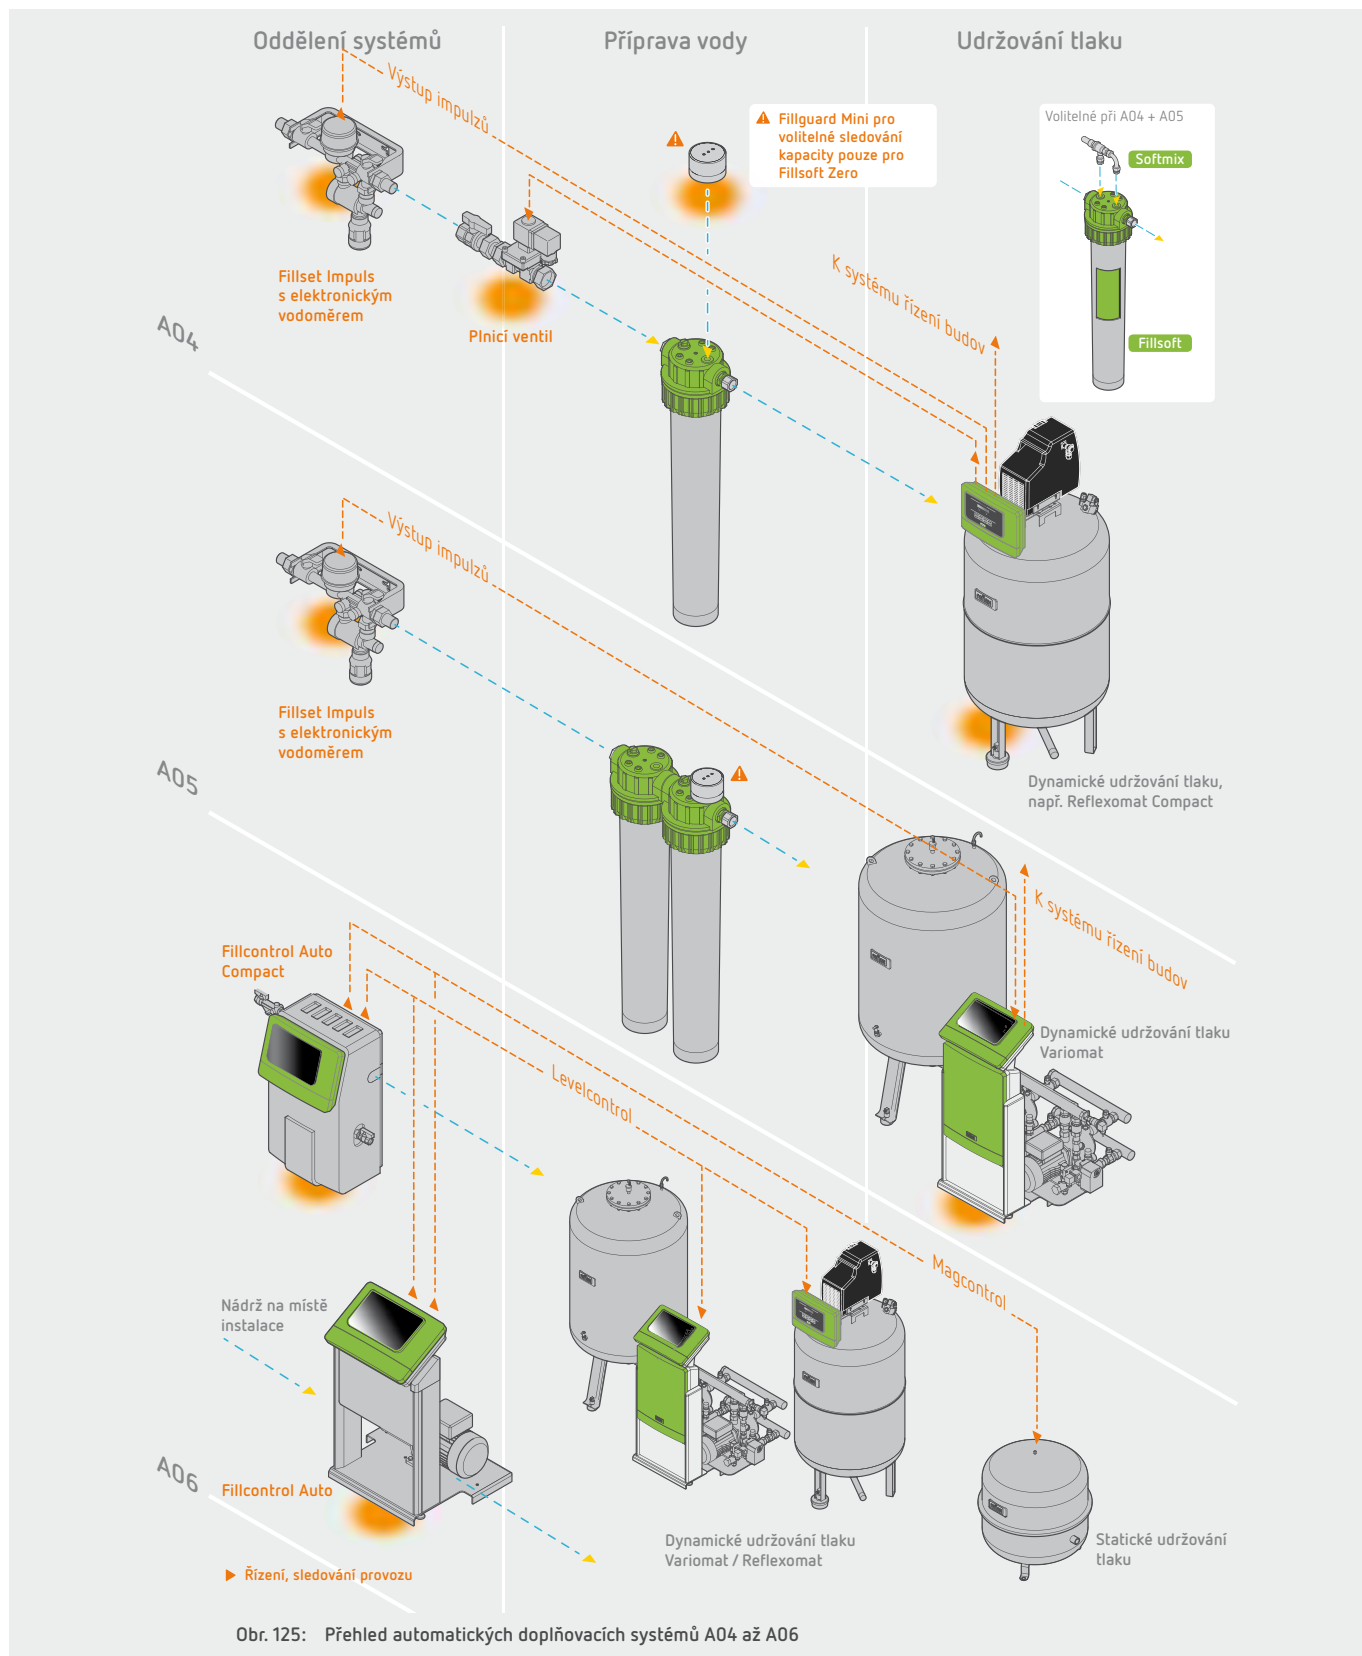 Oddělení systémů
Příprava vody
Udržování tlaku
Výstup impulzů
Fillguard Mini pro
volitelné sledování
kapacity pouze pro
Fillsoft Zero
Volitelné při A04 + A05
Softmix
Fillsoft
Fillset Impuls
s elektronickým
vodoměrem
Plnicí ventil
K systému řízení budov
A04
Výstup impulzů
Fillset Impuls
s elektronickým
vodoměrem
Dynamické udržování tlaku,
např. Reflexomat Compact
A05
K systému řízení budov
Fillcontrol Auto
Compact
Dynamické udržování tlaku
Variomat
Levelcontrol
Magcontrol
Nádrž na místě
instalace
A06
Fillcontrol Auto
Dynamické udržování tlaku
Variomat / Reflexomat
Statické udržování
tlaku
Řízení, sledování provozu
Obr. 125: Přehled automatických doplňovacích systémů A04 až A06